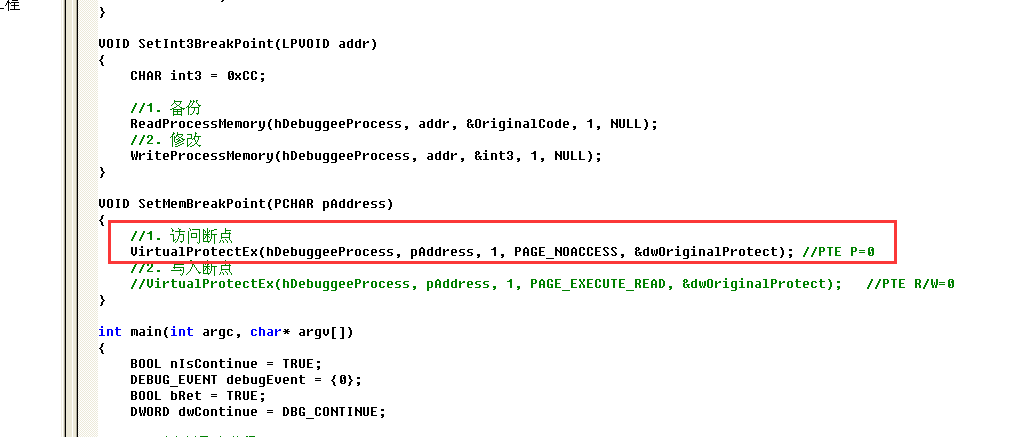 程
}
VOID SetInt3BreakPoint(LPVOID addr)
{
CHAR int3 = 0xCC;
//1. 备份
ReadProcessMemory(hDebuggeeProcess, addr, &OriginalCode, 1, NULL);
//2. 修改
WriteProcessMemory(hDebuggeeProcess, addr, &int3, 1, NULL);
}
VOID SetMemBreakPoint(PCHAR pAddress)
{
//1. 访问断点
VirtualProtectEx(hDebuggeeProcess, pAddress, 1, PAGE_NOACCESS, &dwOriginalProtect); //PTE P=0
//2. 写入断点
//VirtualProtectEx(hDebuggeeProcess, pAddress, 1, PAGE_EXECUTE_READ, &dwOriginalProtect); //PTE R/W=0
}
int main(int argc, char* argv[])
{
BOOL nIsContinue = TRUE;
DEBUG_EVENT debugEvent = {0};
BOOL bRet = TRUE;
DWORD dwContinue = DBG_CONTINUE;